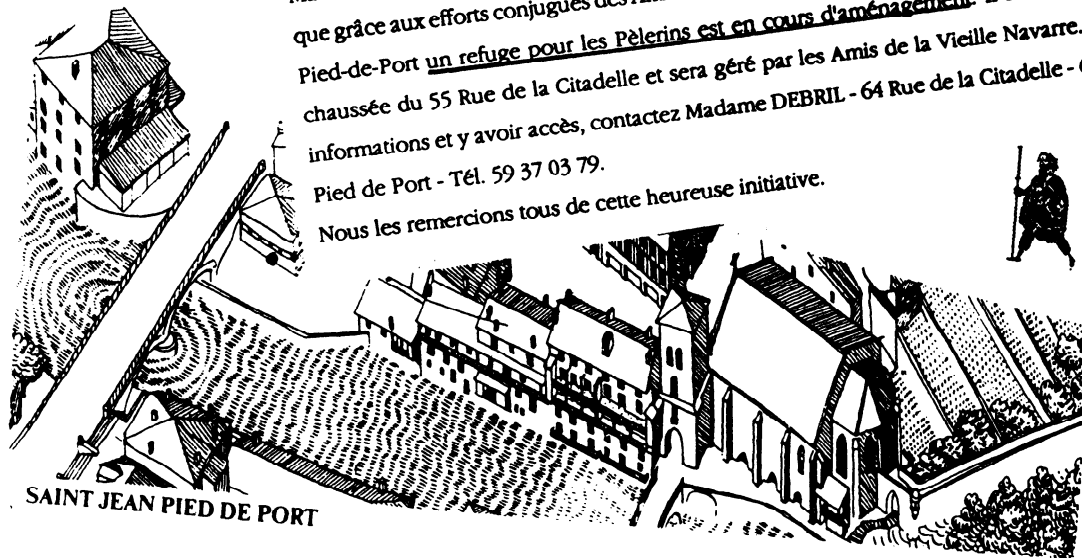 que grâce aux efforts conjugués des
Pied-de-Port un refuge pour les Pèlerins est en cours d'aménagement.
chaussée du 55 Rue de la Citadelle et sera géré par les Amis de la Vieille Navarre.
informations et y avoir accès, contactez Madame DEBRIL - 64 Rue de la Citadelle -
Pied de Port - Tél. 59 37 03 79.
Nous les remercions tous de cette heureuse initiative.
SAINT JEAN PIED DE PORT